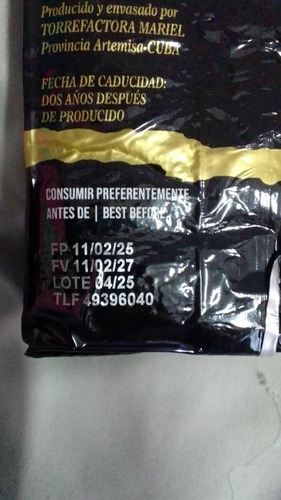 Producido y envasado por
TORREFACTORA MARIEL
Provincia Artemisa-CUBA
FECHA DE CADUCIDAD:
DOS AÑOS DESPUÉS
DE PRODUCIDO
CONSUMIR PREFERENTEMENTE
ANTES DE | BEST BEFORE
FP 11/02/25
FV 11/02/27
LOTE 04/25
TLF 49396040